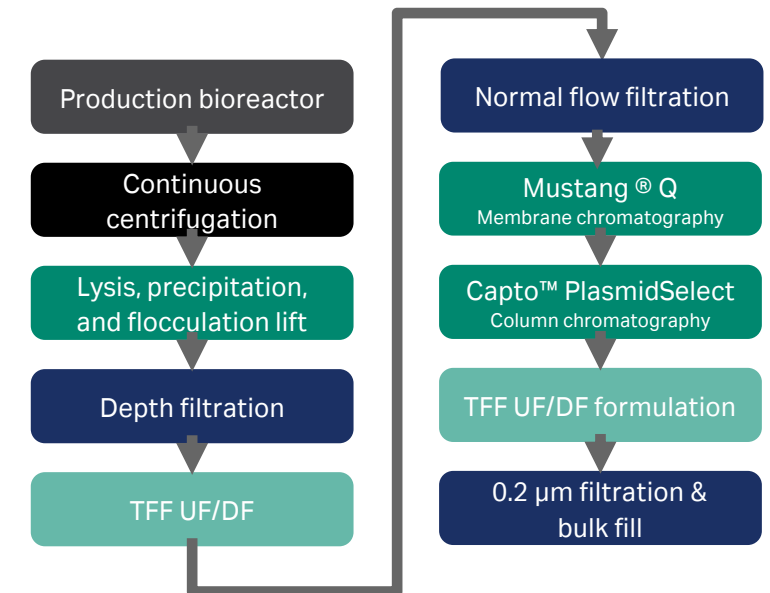 Production bioreactor
Continuous
centrifugation
Lysis, precipitation,
and flocculation lift
Depth filtration
TFF UF/DF
Normal flow filtration
Mustang ® Q
Membrane chromatography
Capto™ PlasmidSelect
Column chromatography
TFF UF/DF formulation
0.2 µm filtration &
bulk fill